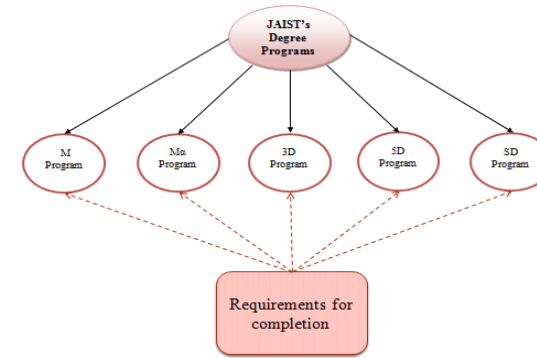 JAIST's
Degree
Programs
M
Program
Mα
Program
3D
Program
5D
Program
SD
Program
Requirements for
completion